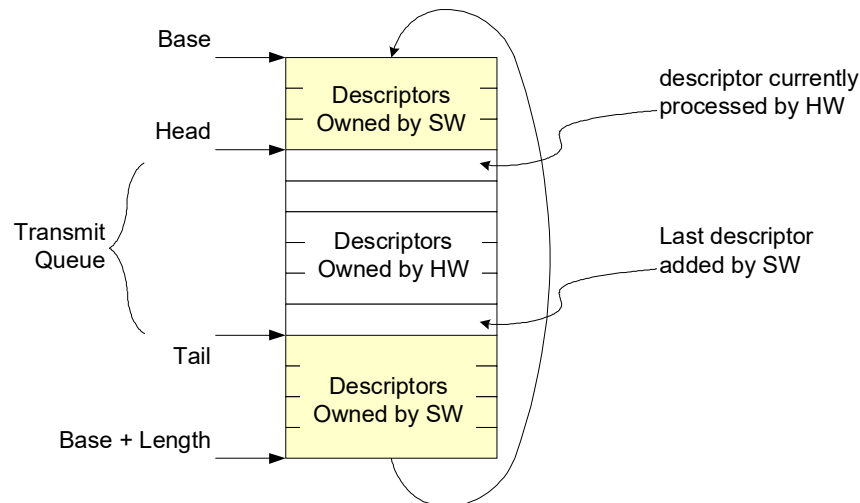 Base
Descriptors
Owned by SW
descriptor currently
processed by HW
Head
Transmit
Queue
Descriptors
Owned by HW
Last descriptor
added by SW
Tail
Descriptors
Owned by SW
Base + Length